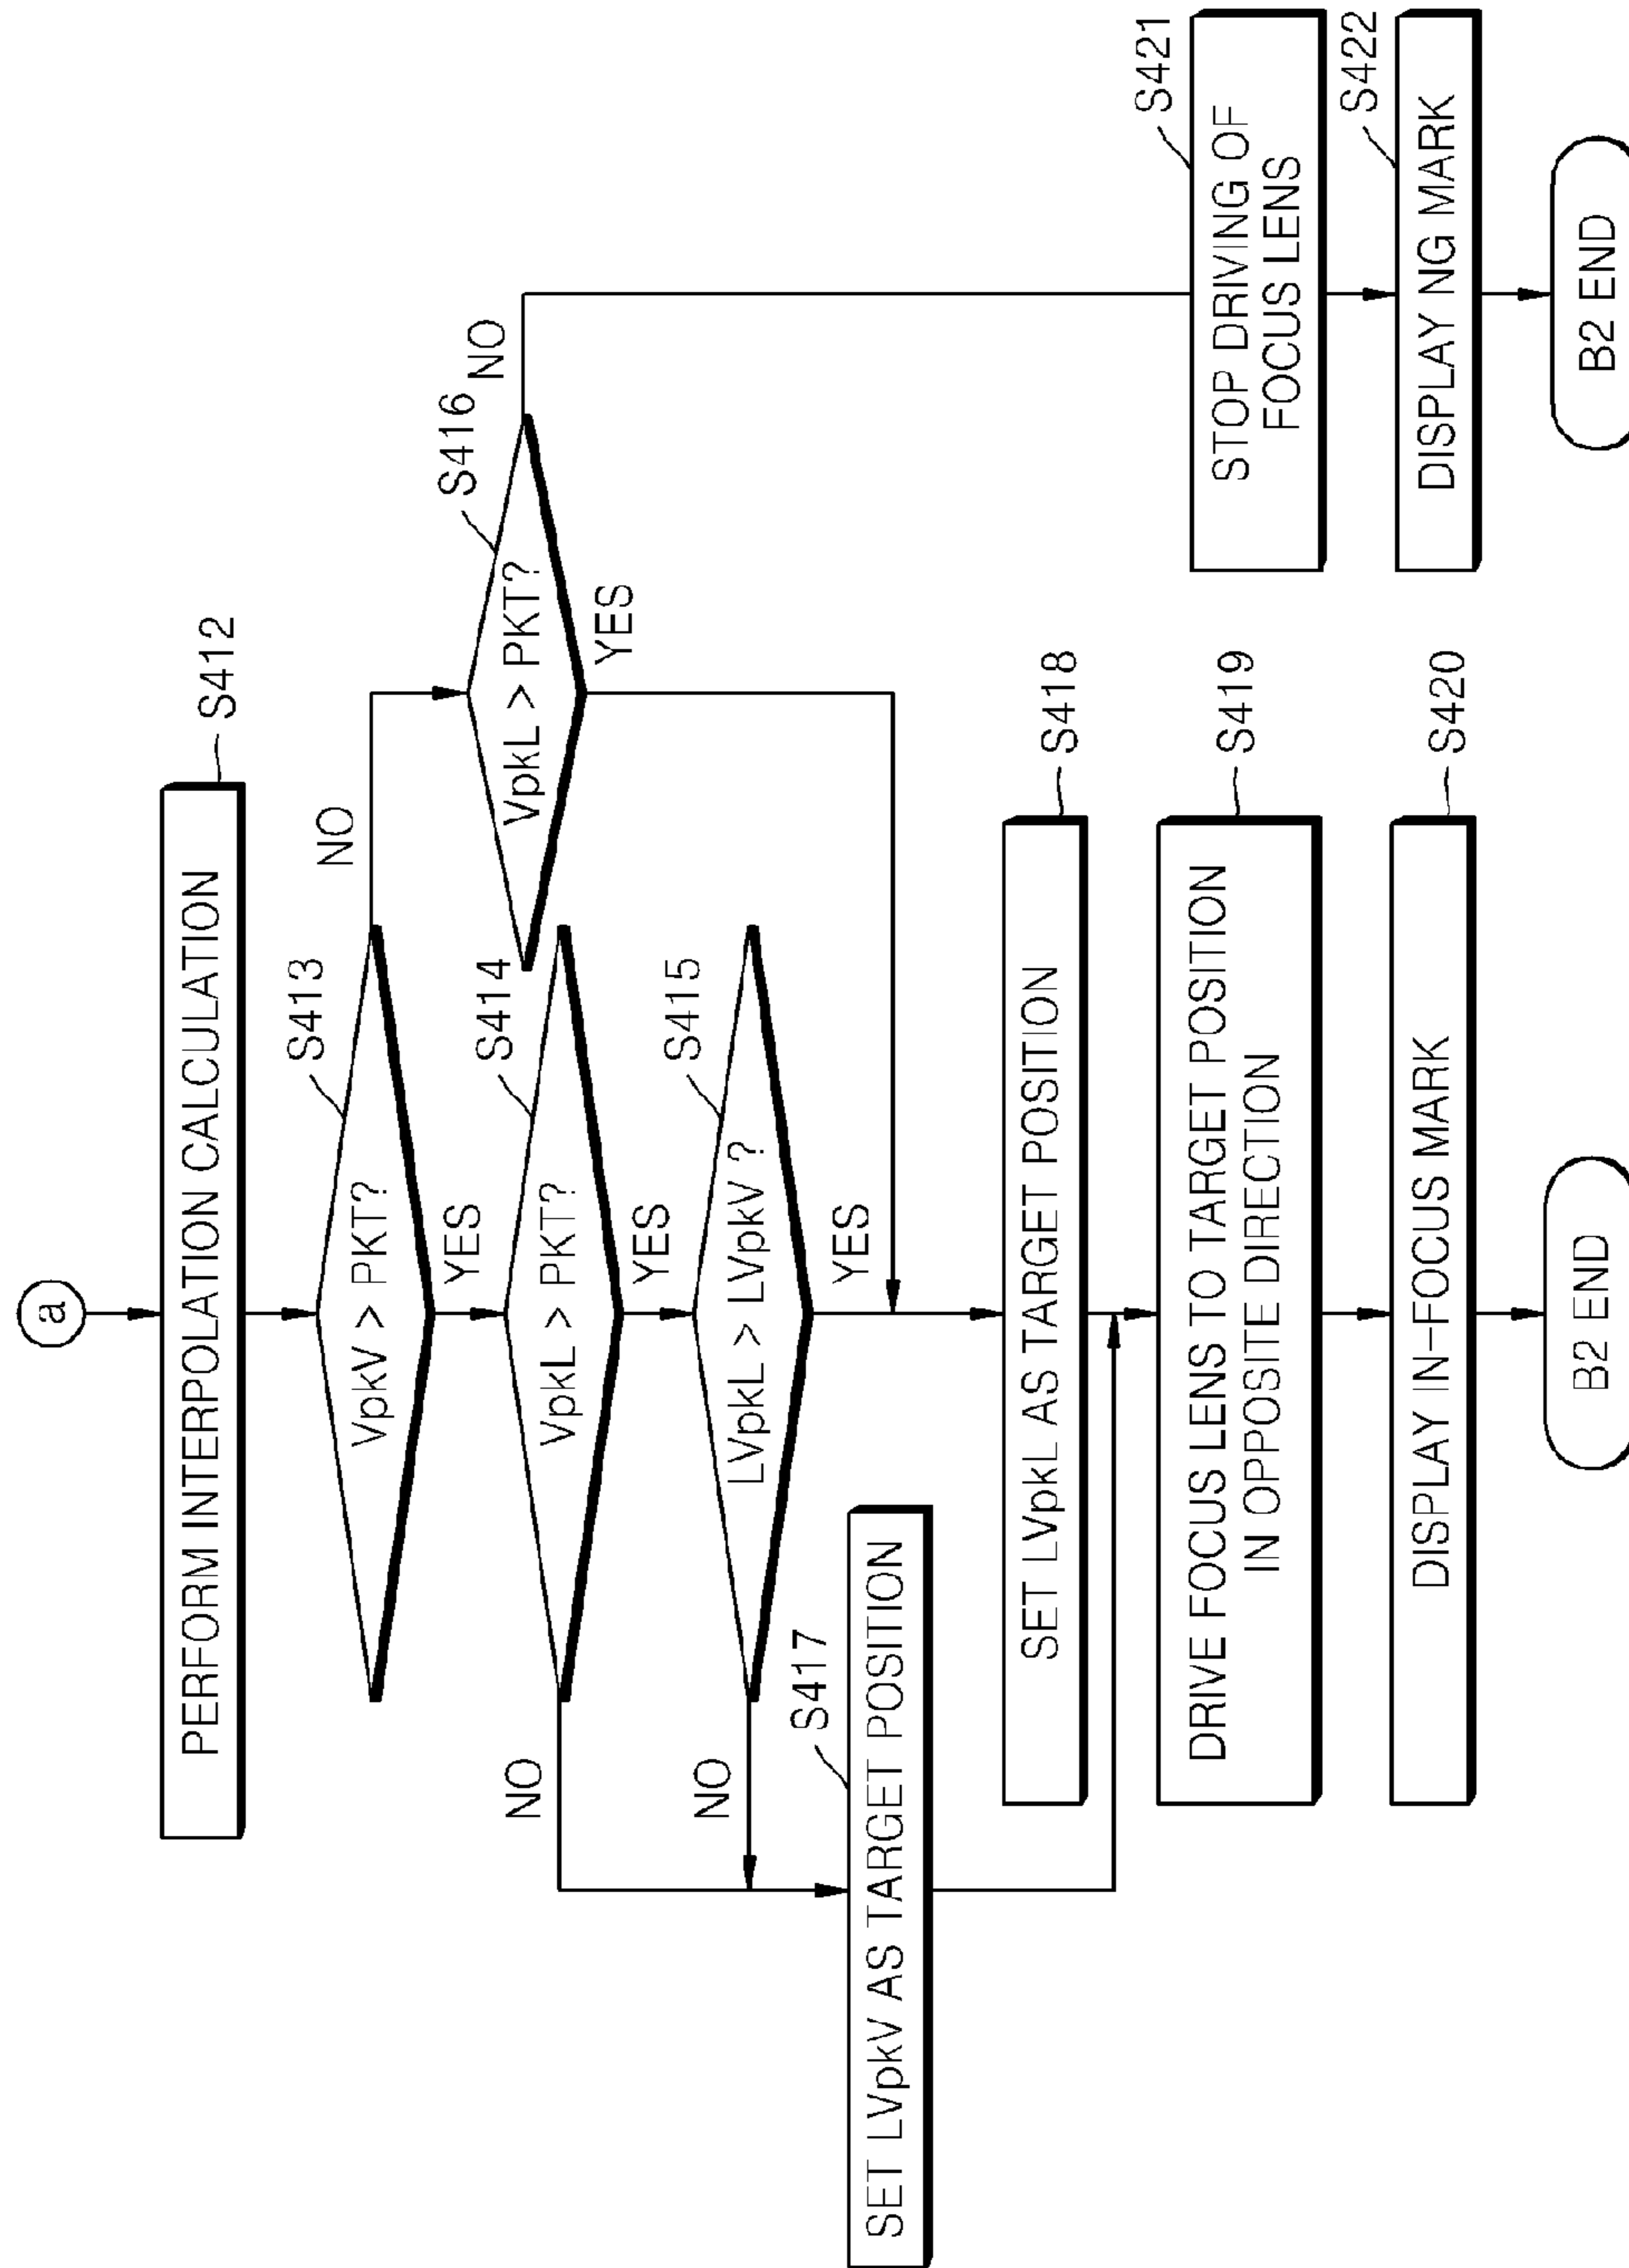 a
PERFORM INTERPOLATION CALCULATION
S412
VpkV > PKT?
S413
NO
YES
VpkL > PKT?
S414
NO
YES
VpkL > PKT?
S416
NO
YES
LVpkL > LVpkV ?
S415
NO
YES
SET LVpkV AS TARGET POSITION
S417
SET LVpkL AS TARGET POSITION
S418
DRIVE FOCUS LENS TO TARGET POSITION
IN OPPOSITE DIRECTION
S419
DISPLAY IN-FOCUS MARK
S420
B2 END
STOP DRIVING OF
FOCUS LENS
S421
DISPLAY NG MARK
S422
B2 END